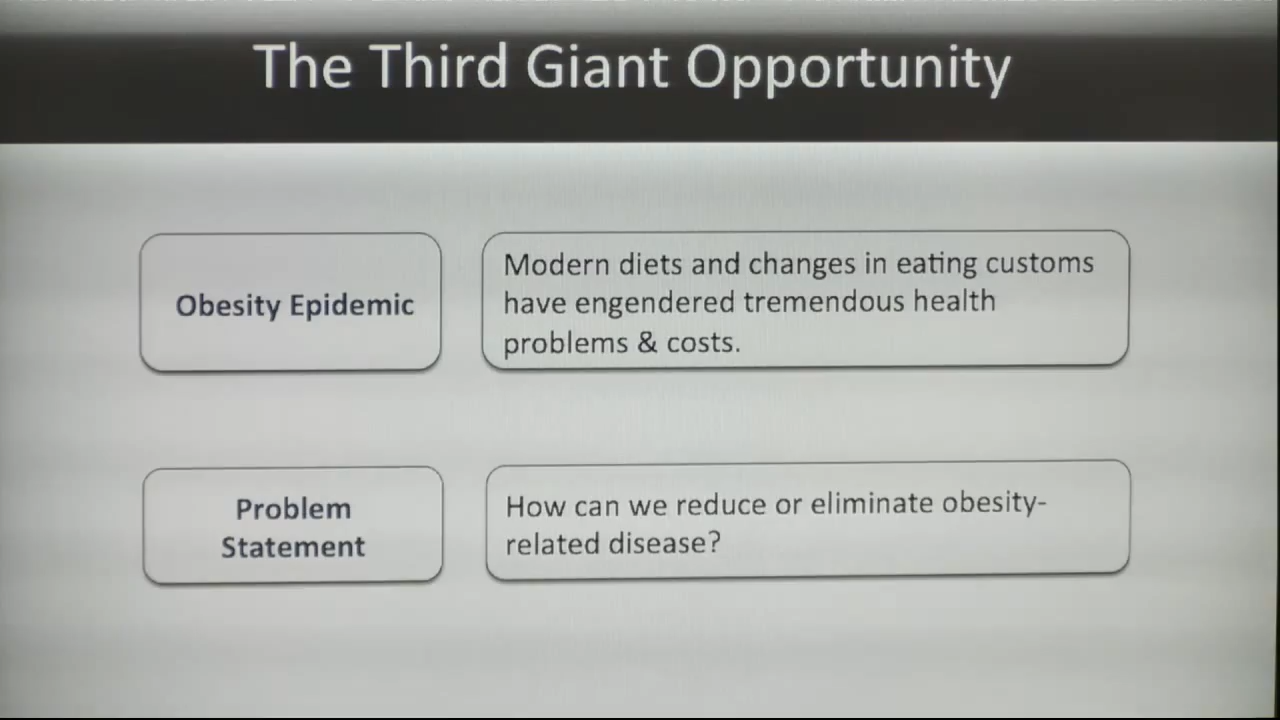 The Third Giant Opportunity
Obesity Epidemic
Modern diets and changes in eating customs
have engendered tremendous health
problems & costs.
Problem
Statement
How can we reduce or eliminate obesity-
related disease?